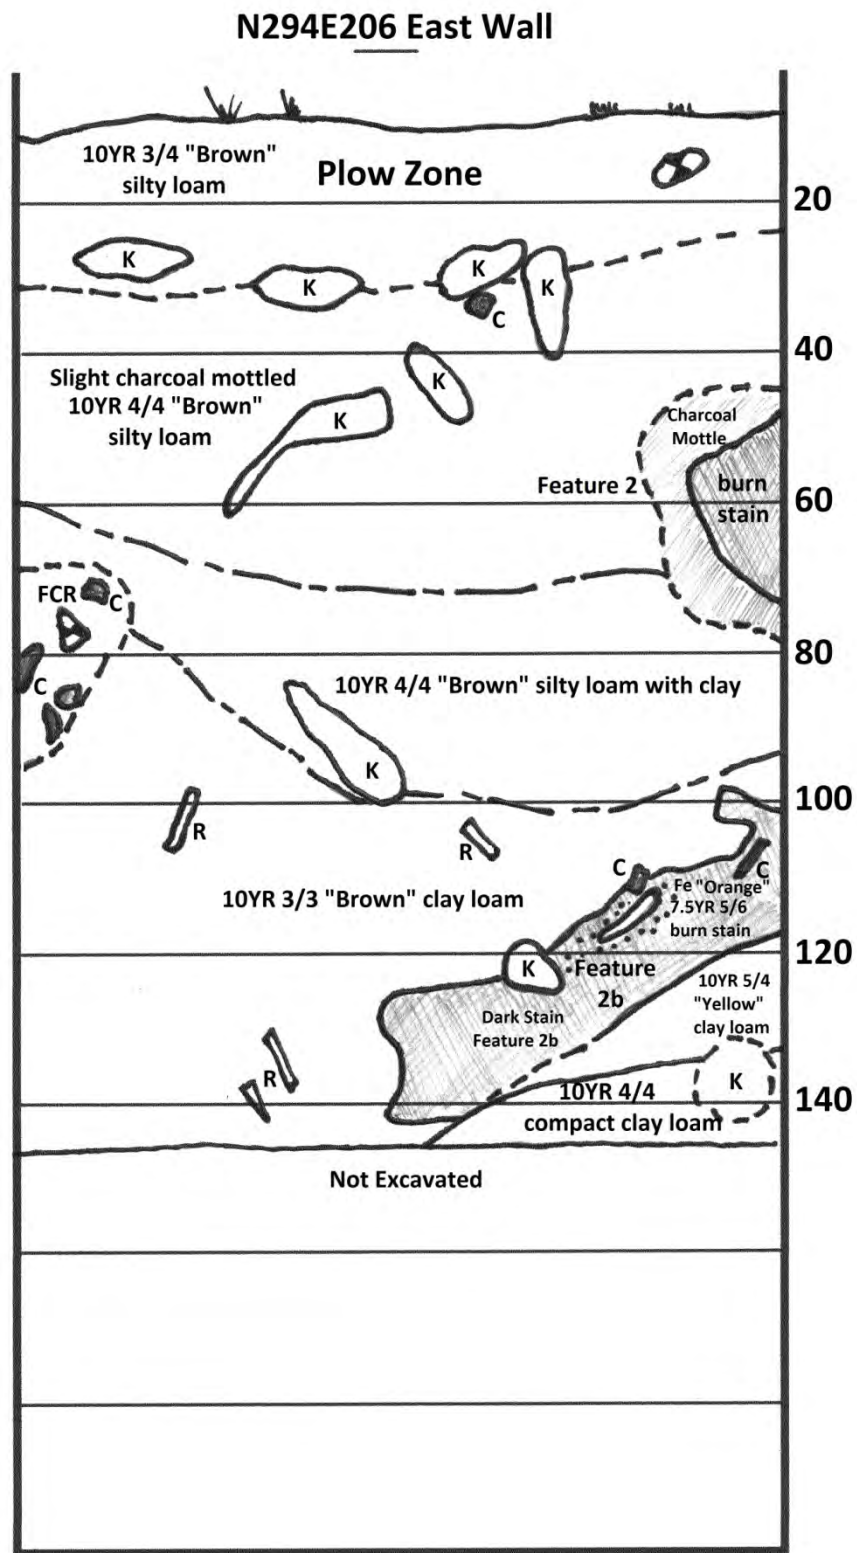 N294E206 East Wall
10YR 3/4 "Brown"
silty loam
Plow Zone
20
K
K
K
K
C
40
Slight charcoal mottled
10YR 4/4 "Brown"
silty loam
K
K
Charcoal
Mottle
Feature 2
burn
stain
60
FCR
C
80
C
10YR 4/4 "Brown" silty loam with clay
K
100
R
R
C
C
10YR 3/3 "Brown" clay loam
Fe "Orange"
7.5YR 5/6
burn stain
120
K
Feature
2b
Dark Stain
Feature 2b
10YR 5/4
"Yellow"
clay loam
R
K
10YR 4/4
compact clay loam
140
Not Excavated